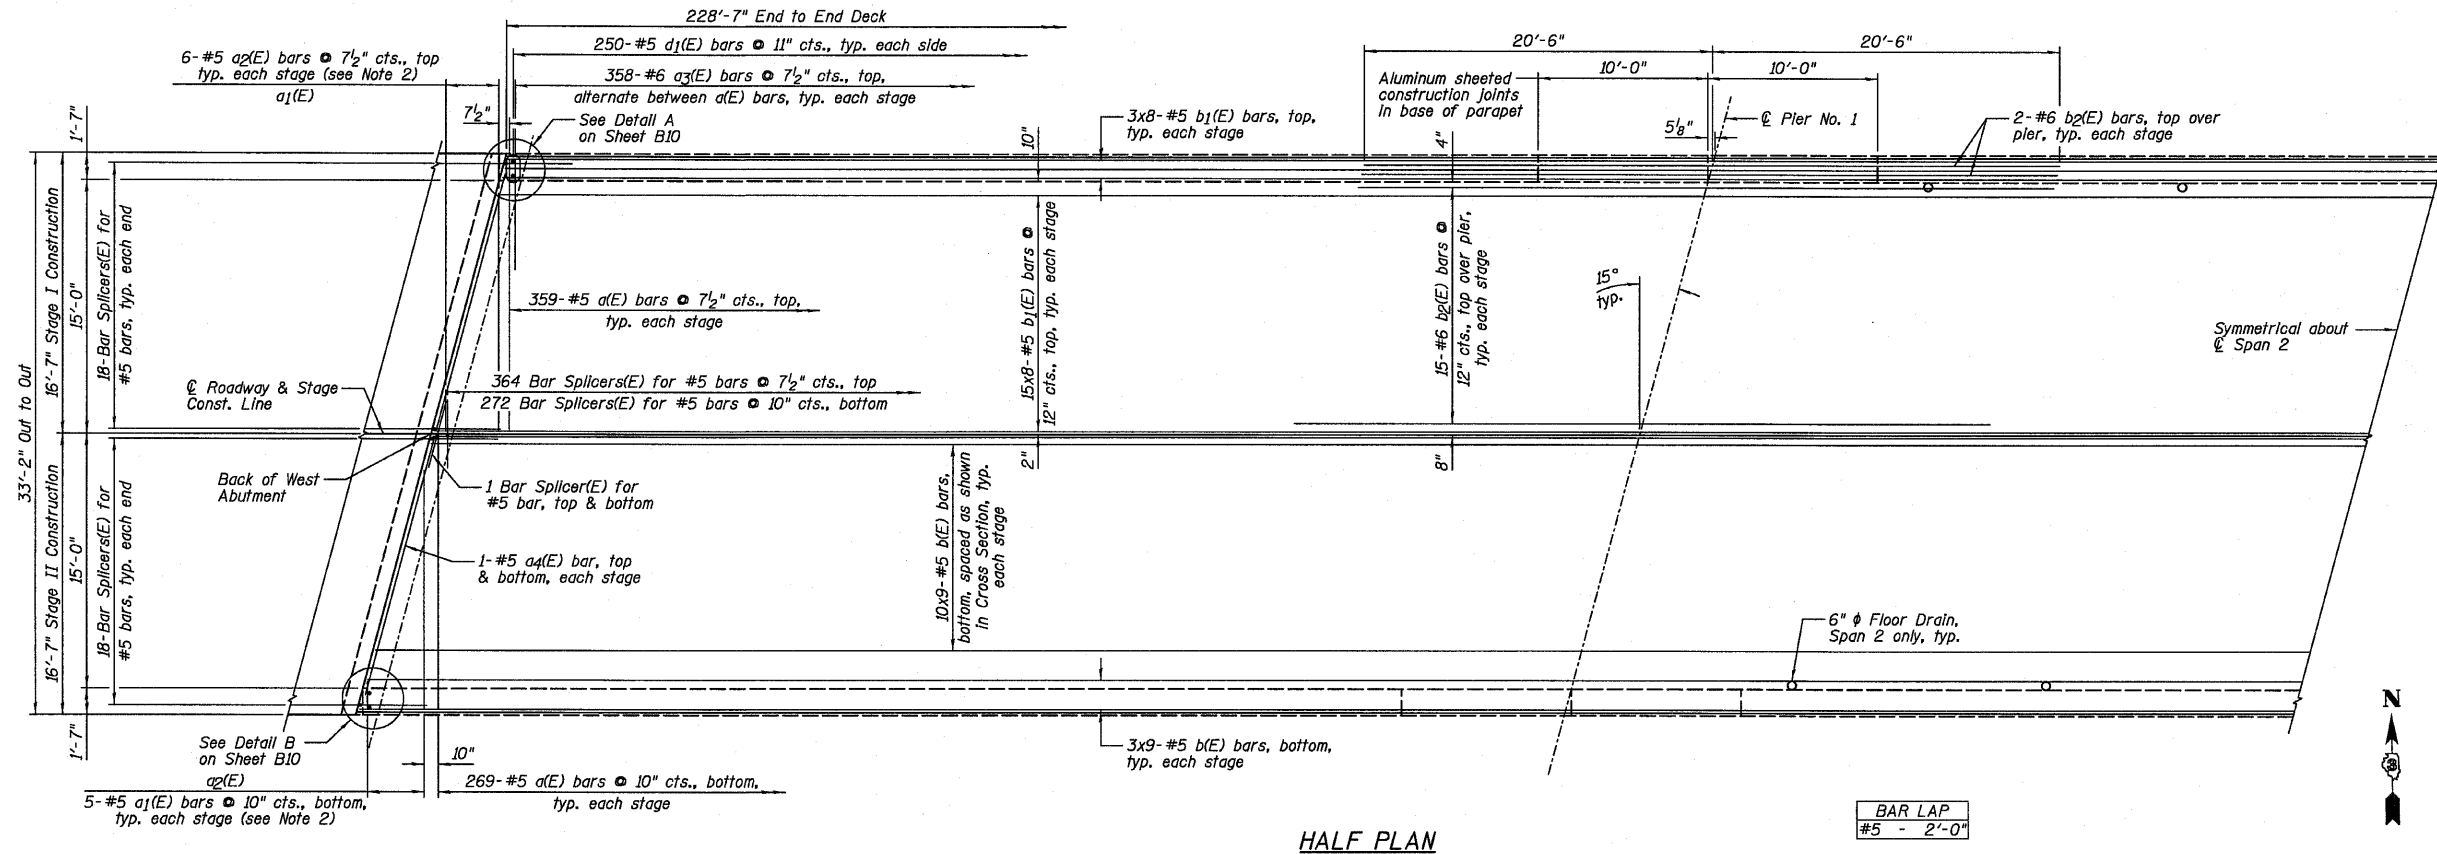 228'-7" End to End Deck
250-#5 d1(E) bars @ 11" cts., typ. each side
6-#5 a2(E) bars @ 7½" cts., top
typ. each stage (see Note 2)
a1(E)
358-#6 a3(E) bars @ 7½" cts., top,
alternate between a(E) bars, typ. each stage
7½"
See Detail A
on Sheet B10
1'-7"
10"
3x8-#5 b1(E) bars, top,
typ. each stage
20'-6"
20'-6"
10'-0"
10'-0"
Aluminum sheeted
construction joints
in base of parapet
4"
5⅛"
℄ Pier No. 1
2-#6 b2(E) bars, top over
pier, typ. each stage
33'-2" Out to Out
16'-7" Stage I Construction
15'-0"
18-Bar Splicers(E) for
#5 bars, typ. each end
359-#5 a(E) bars @ 7½" cts., top,
typ. each stage
15x8-#5 b1(E) bars @
12" cts., top, typ. each stage
15-#6 b2(E) bars @
12" cts., top over pier,
typ. each stage
15°
typ.
Symmetrical about
℄ Span 2
℄ Roadway & Stage
Const. Line
364 Bar Splicers(E) for #5 bars @ 7½" cts., top
272 Bar Splicers(E) for #5 bars @ 10" cts., bottom
2"
8"
16'-7" Stage II Construction
15'-0"
18-Bar Splicers(E) for
#5 bars, typ. each end
Back of West
Abutment
1 Bar Splicer(E) for
#5 bar, top & bottom
1-#5 a4(E) bar, top
& bottom, each stage
10x9-#5 b(E) bars,
bottom, spaced as shown
in Cross Section, typ.
each stage
6" ϕ Floor Drain,
Span 2 only, typ.
1'-7"
See Detail B
on Sheet B10
a2(E)
5-#5 a1(E) bars @ 10" cts., bottom,
typ. each stage (see Note 2)
10"
269-#5 a(E) bars @ 10" cts., bottom,
typ. each stage
3x9-#5 b(E) bars, bottom,
typ. each stage
N
BAR LAP
#5 - 2'-0"
HALF PLAN